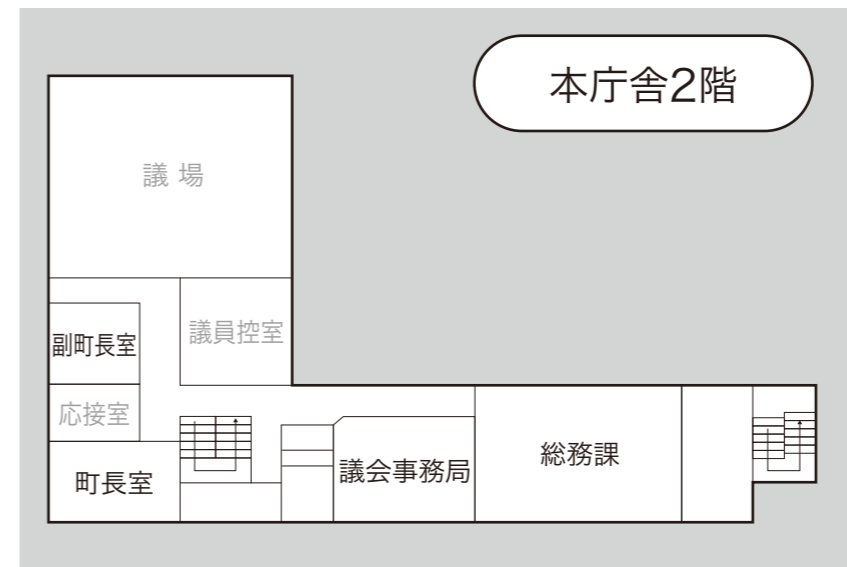 本庁舎2階
議場
議員控室
副町長室
応接室
町長室
議会事務局
総務課